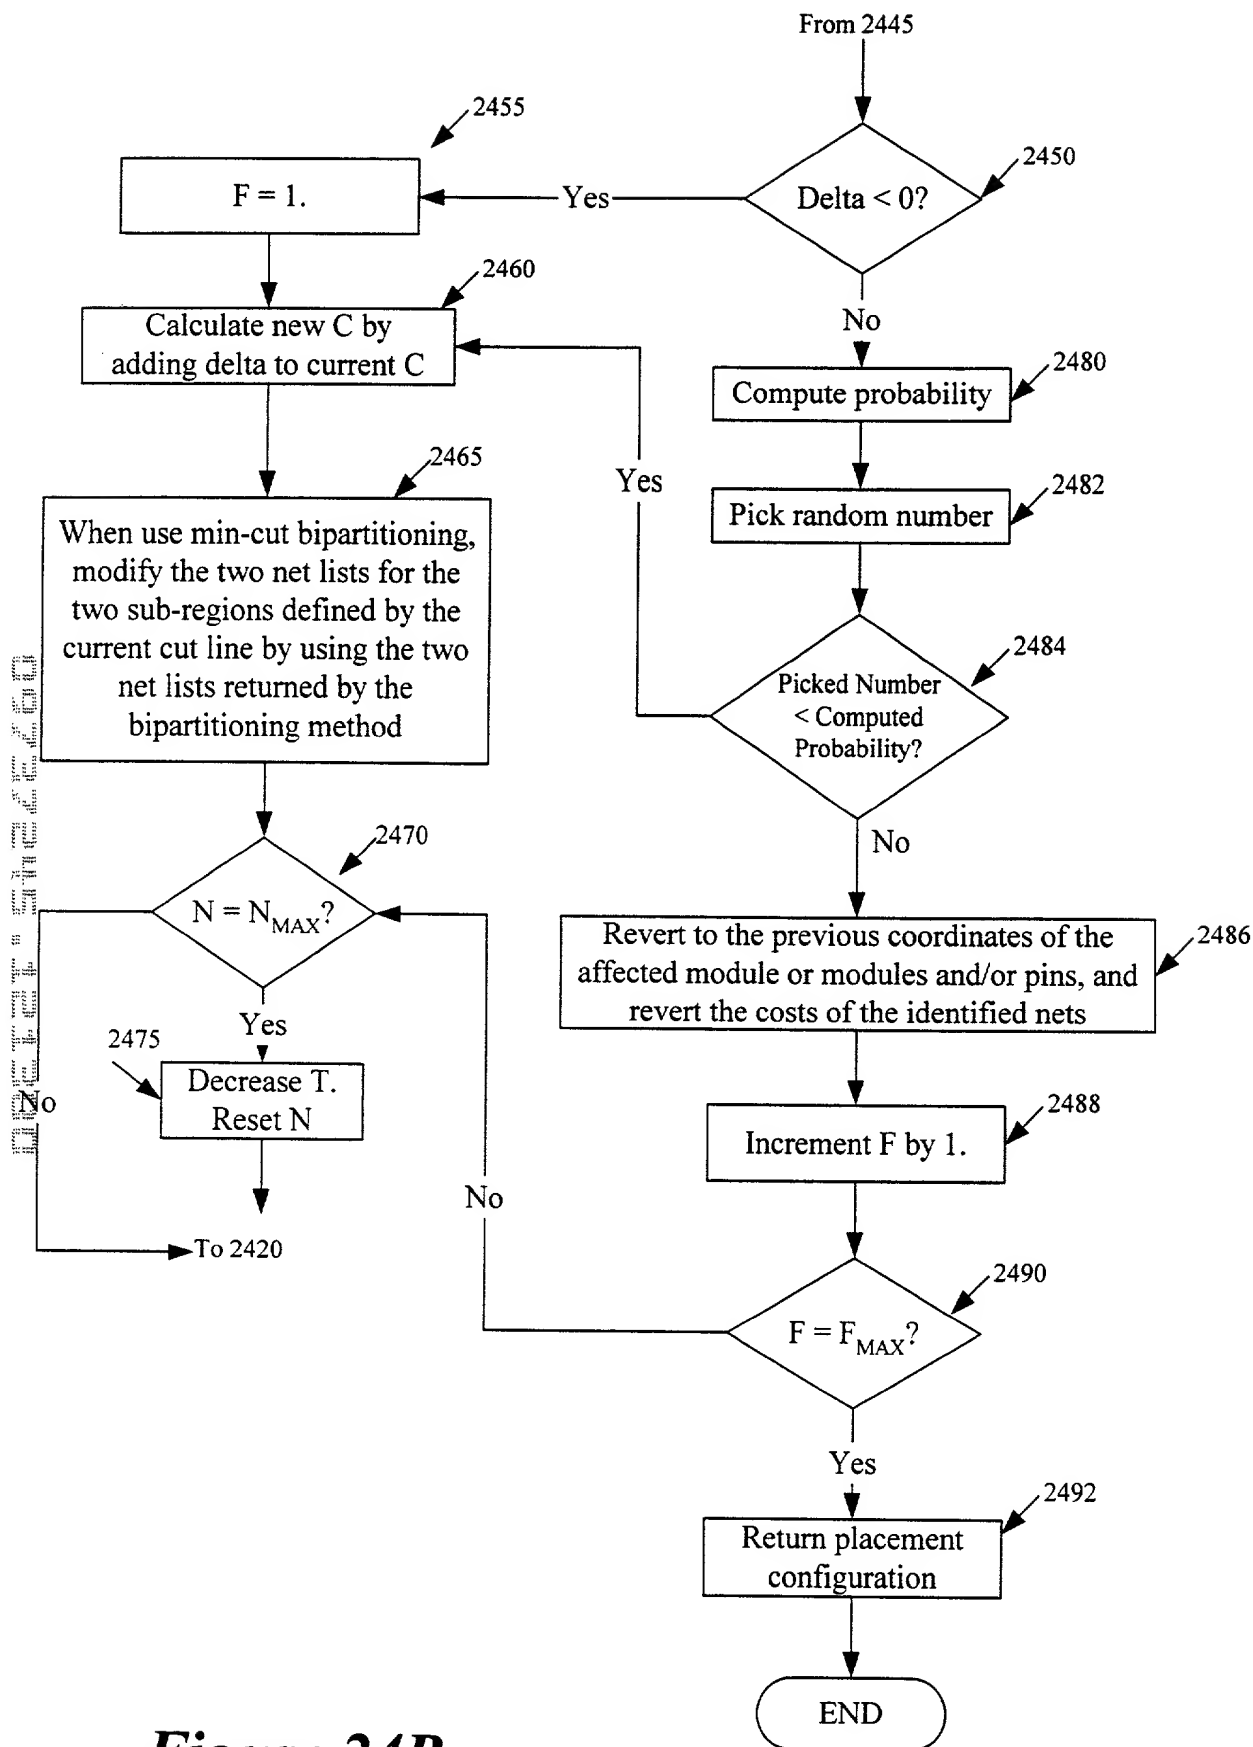 From 2445
2455
2450
F = 1.
Yes
Delta < 0?
2460
No
Calculate new C by
adding delta to current C
2480
Compute probability
2465
Yes
2482
Pick random number
When use min-cut bipartitioning,
modify the two net lists for the
two sub-regions defined by the
current cut line by using the two
net lists returned by the
bipartitioning method
2484
Picked Number
< Computed
Probability?
2470
No
N = NMAX?
Revert to the previous coordinates of the
affected module or modules and/or pins, and
revert the costs of the identified nets
2486
Yes
2475
Decrease T.
Reset N
No
2488
Increment F by 1.
No
To 2420
2490
F = FMAX?
Yes
2492
Return placement
configuration
END
Figure 24B